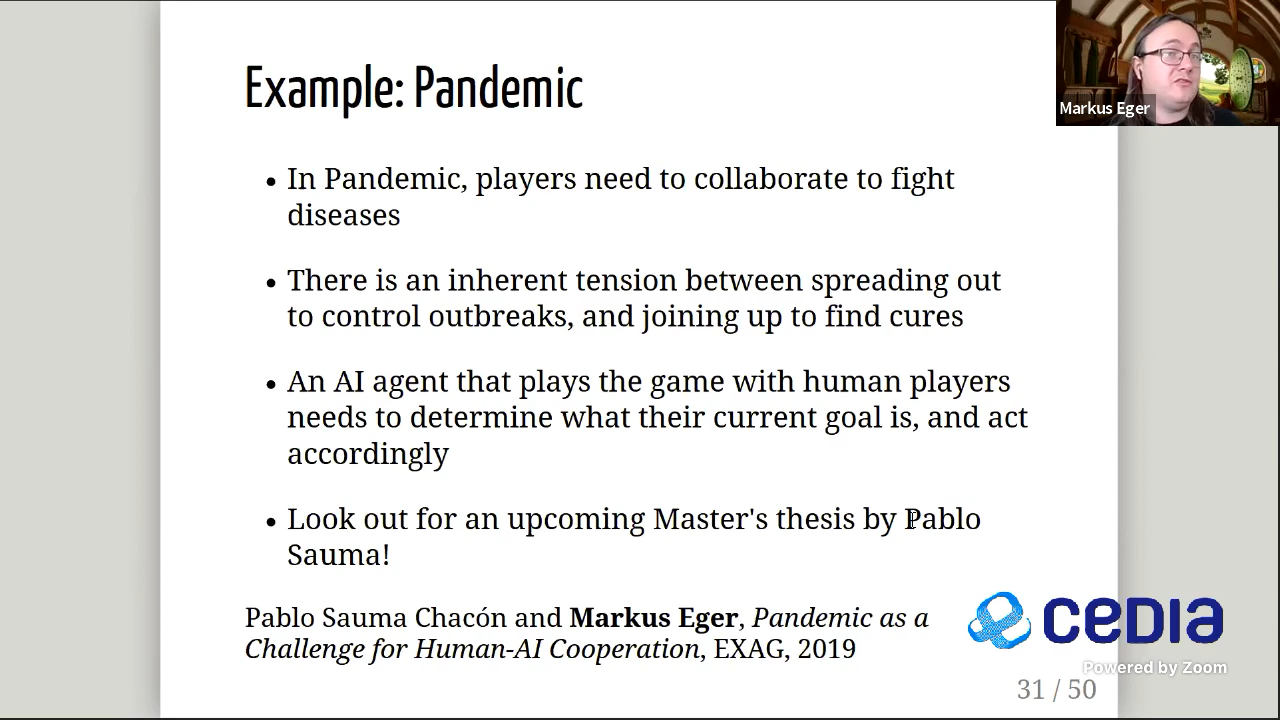 Example: Pandemic
Markus Eger
• In Pandemic, players need to collaborate to fight
diseases
• There is an inherent tension between spreading out
to control outbreaks, and joining up to find cures
• An AI agent that plays the game with human players
needs to determine what their current goal is, and act
accordingly
• Look out for an upcoming Master's thesis by Pablo
Sauma!
Pablo Sauma Chacón and Markus Eger, Pandemic as a
Challenge for Human-AI Cooperation, EXAG, 2019
cedia
Powered by Zoom
31 / 50